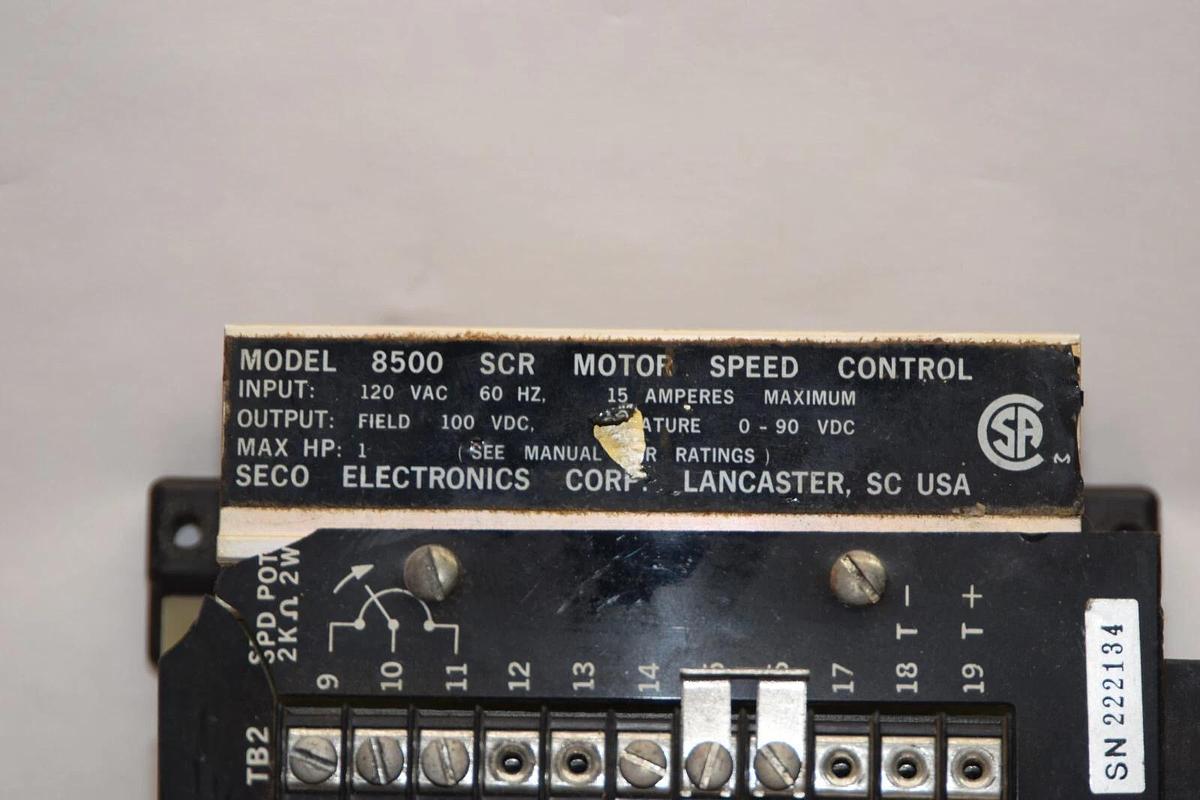 MODEL 8500 SCR MOTOR SPEED CONTROL
INPUT: 120 VAC 60 HZ, 15 AMPERES MAXIMUM
OUTPUT: FIELD 100 VDC, 0 - 90 VDC
MAX HP: 1 (SEE MANUAL RATINGS)
SECO ELECTRONICS CORP. LANCASTER, SC USA
SA
M
SPD POT
2KΩ 2W
9 10 11 12 13 14 17 18 19
T - T +
TB2
SN 222134